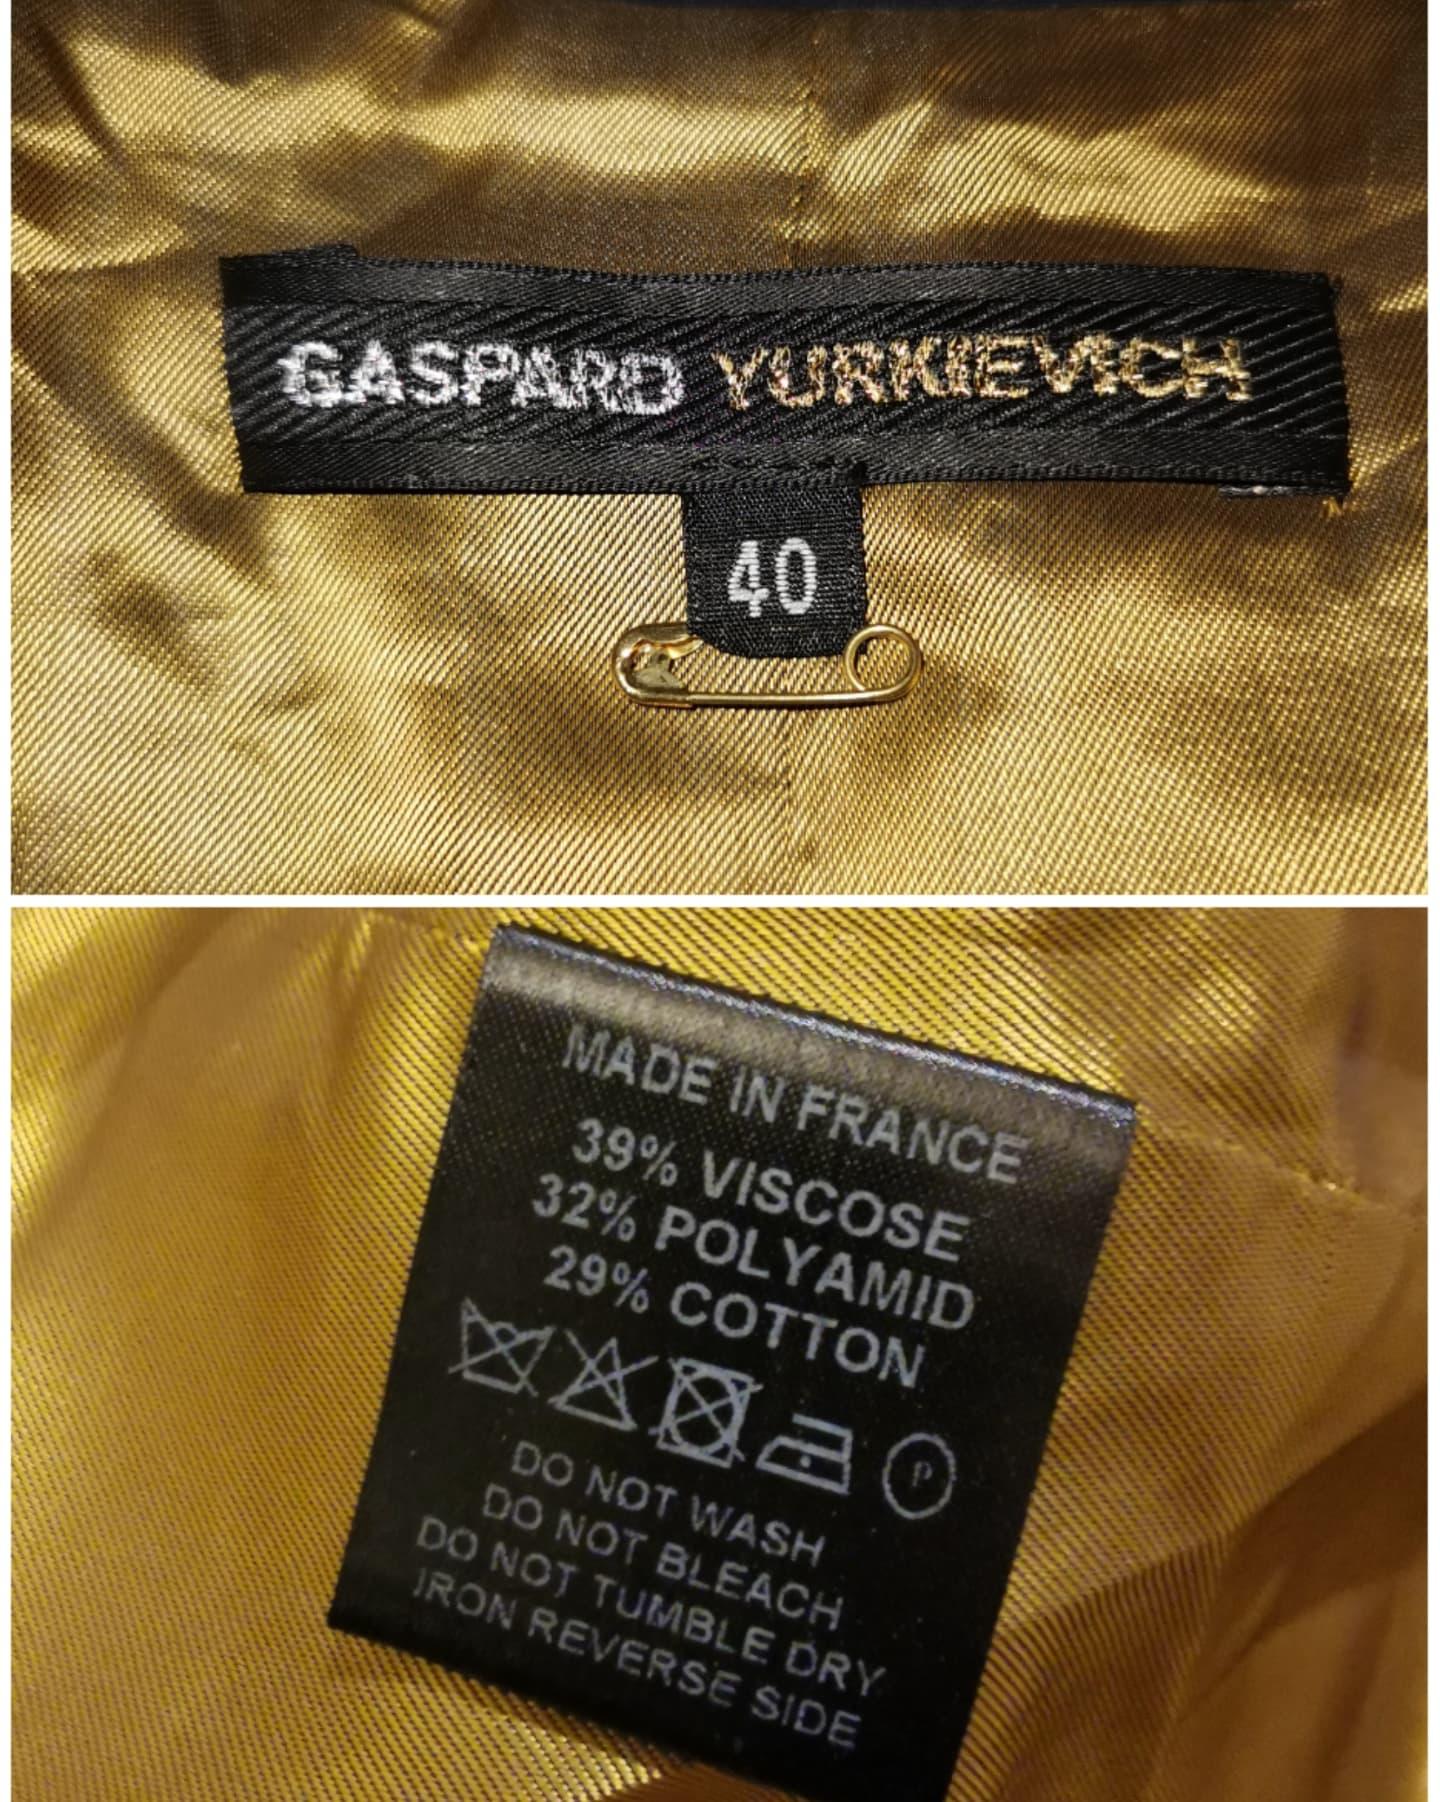 GASPARD YURKIEVICH
40
MADE IN FRANCE
39% VISCOSE
32% POLYAMID
29% COTTON
P
DO NOT WASH
DO NOT BLEACH
DO NOT TUMBLE DRY
IRON REVERSE SIDE